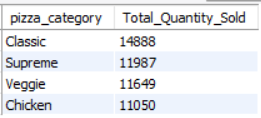 pizza_category Total_Quantity_Sold
Classic 14888
Supreme 11987
Veggie 11649
Chicken 11050